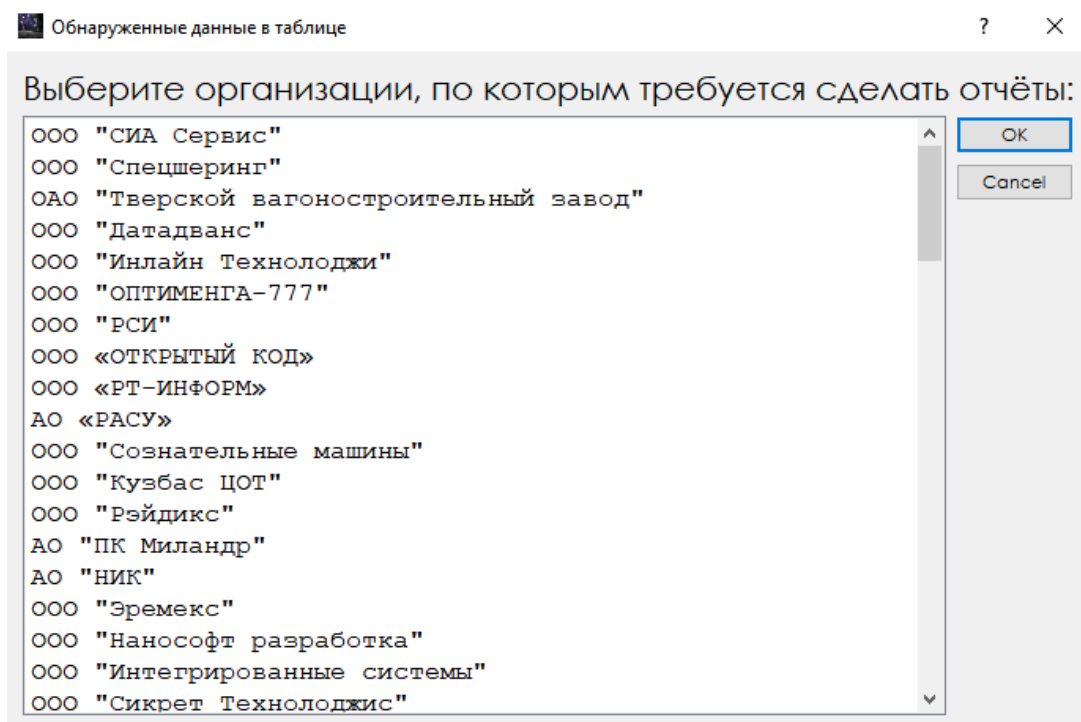 Обнаруженные данные в таблице
?
Выберите организации, по которым требуется сделать отчёты:
ООО "СИА Сервис"
ООО "Спецшеринг"
ОАО "Тверской вагоностроительный завод"
ООО "Датадванс"
ООО "Инлайн Технолоджи"
ООО "ОПТИМЕНГА-777"
ООО "РСИ"
ООО «ОТКРЫТЫЙ КОД»
ООО «РТ-ИНФОРМ»
АО «РАСУ»
ООО "Сознательные машины"
ООО "Кузбас ЦОТ"
ООО "Рэйдикс"
АО "ПК Миландр"
АО "НИК"
ООО "Эремекс"
ООО "Нанософт разработка"
ООО "Интегрированные системы"
ООО "Сикрет Технолоджис"
OK
Cancel